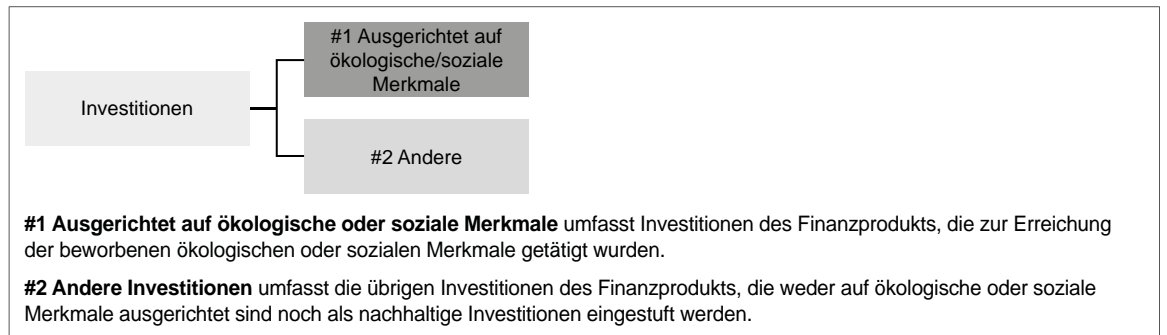 #1 Ausgerichtet auf
ökologische/soziale
Merkmale
Investitionen
#2 Andere
#1 Ausgerichtet auf ökologische oder soziale Merkmale umfasst Investitionen des Finanzprodukts, die zur Erreichung
der beworbenen ökologischen oder sozialen Merkmale getätigt wurden.
#2 Andere Investitionen umfasst die übrigen Investitionen des Finanzprodukts, die weder auf ökologische oder soziale
Merkmale ausgerichtet sind noch als nachhaltige Investitionen eingestuft werden.